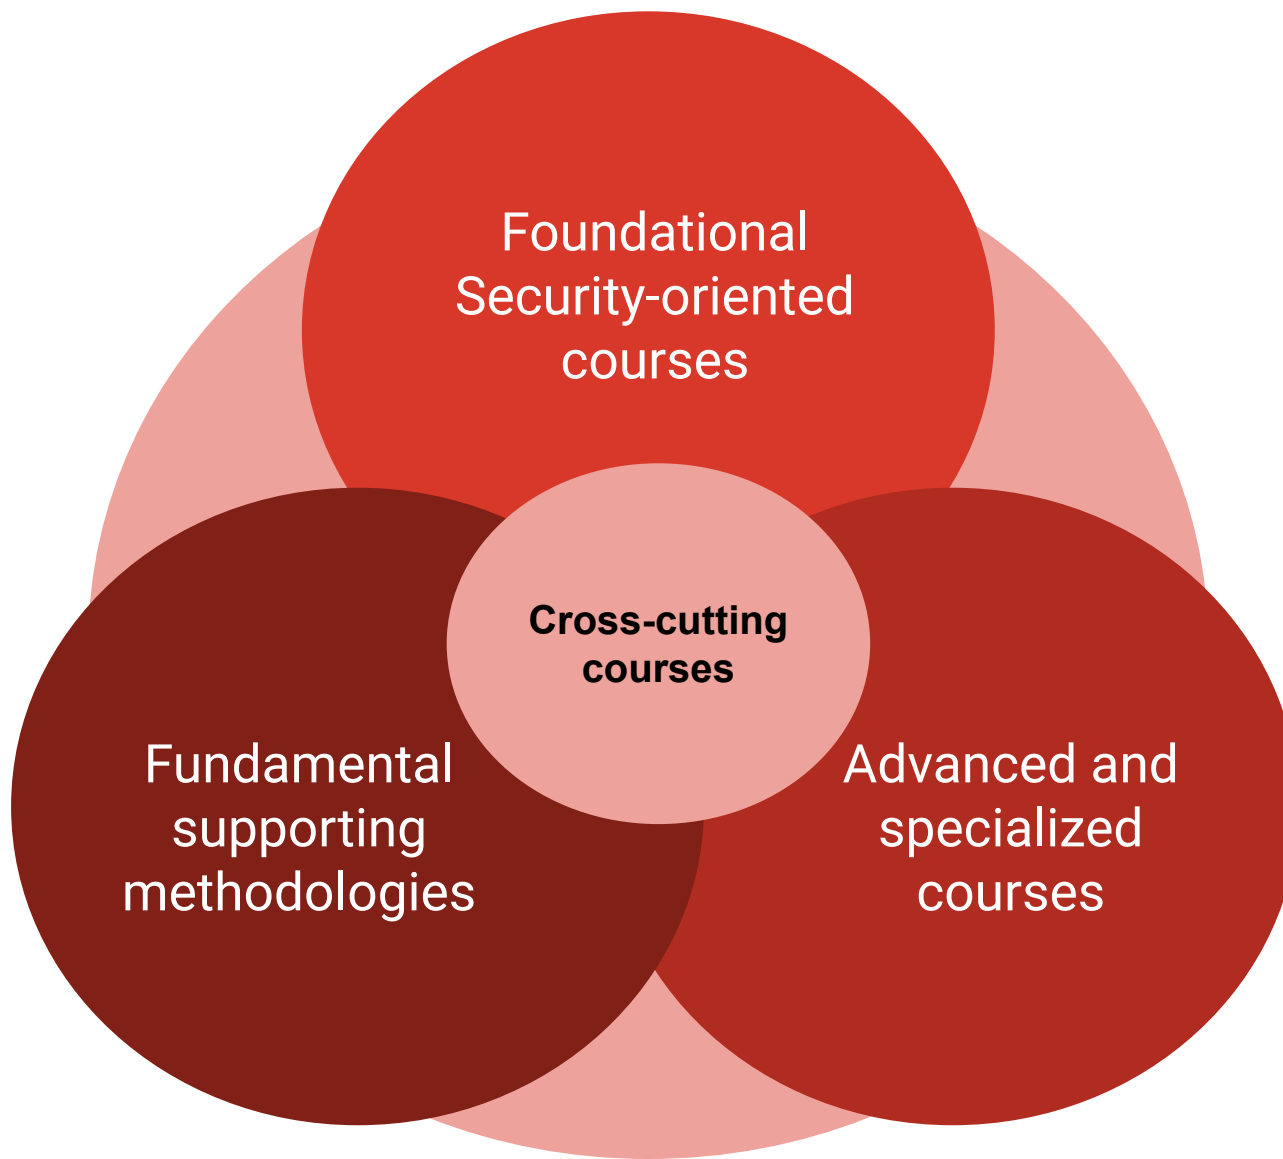 Foundational
Security-oriented
courses
Cross-cutting
courses
Fundamental
supporting
methodologies
Advanced and
specialized
courses